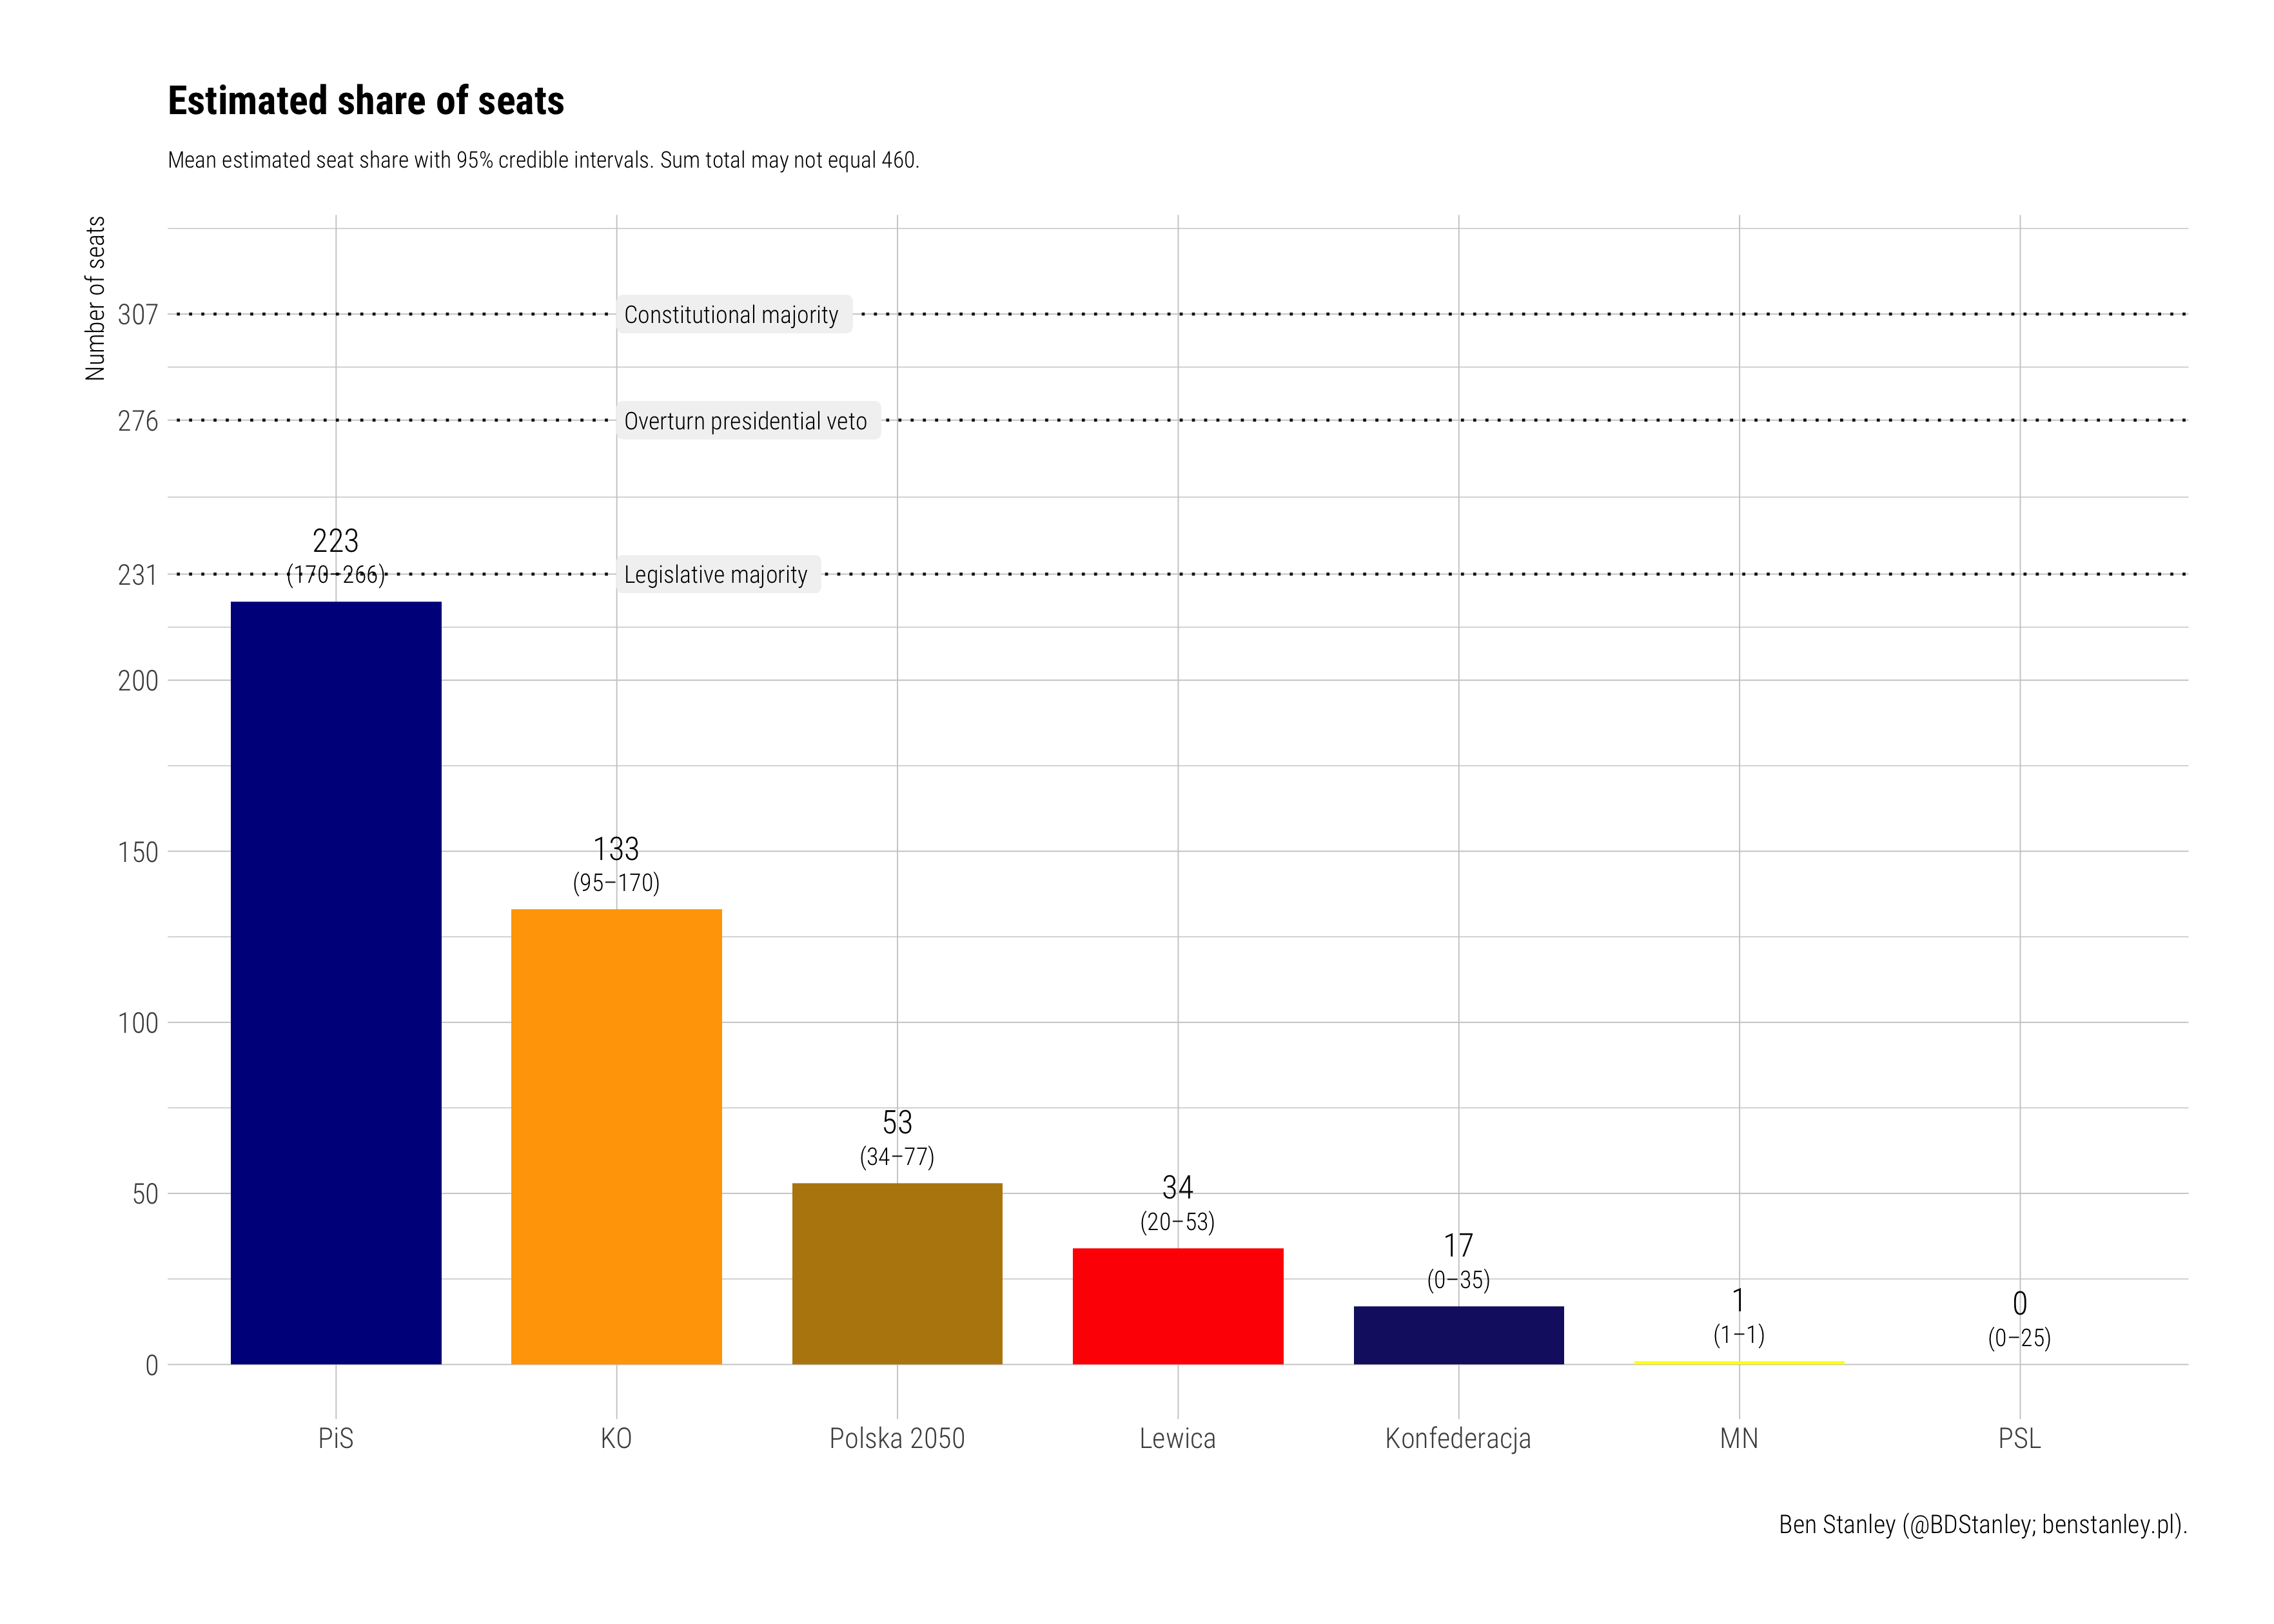 Estimated share of seats
Mean estimated seat share with 95% credible intervals. Sum total may not equal 460.
Number of seats
307
Constitutional majority
276
Overturn presidential veto
223
(170–266)
231
Legislative majority
200
150
133
(95–170)
100
53
(34–77)
50
34
(20–53)
17
(0–35)
1
(1–1)
0
(0–25)
0
PiS
KO
Polska 2050
Lewica
Konfederacja
MN
PSL
Ben Stanley (@BDStanley; benstanley.pl).